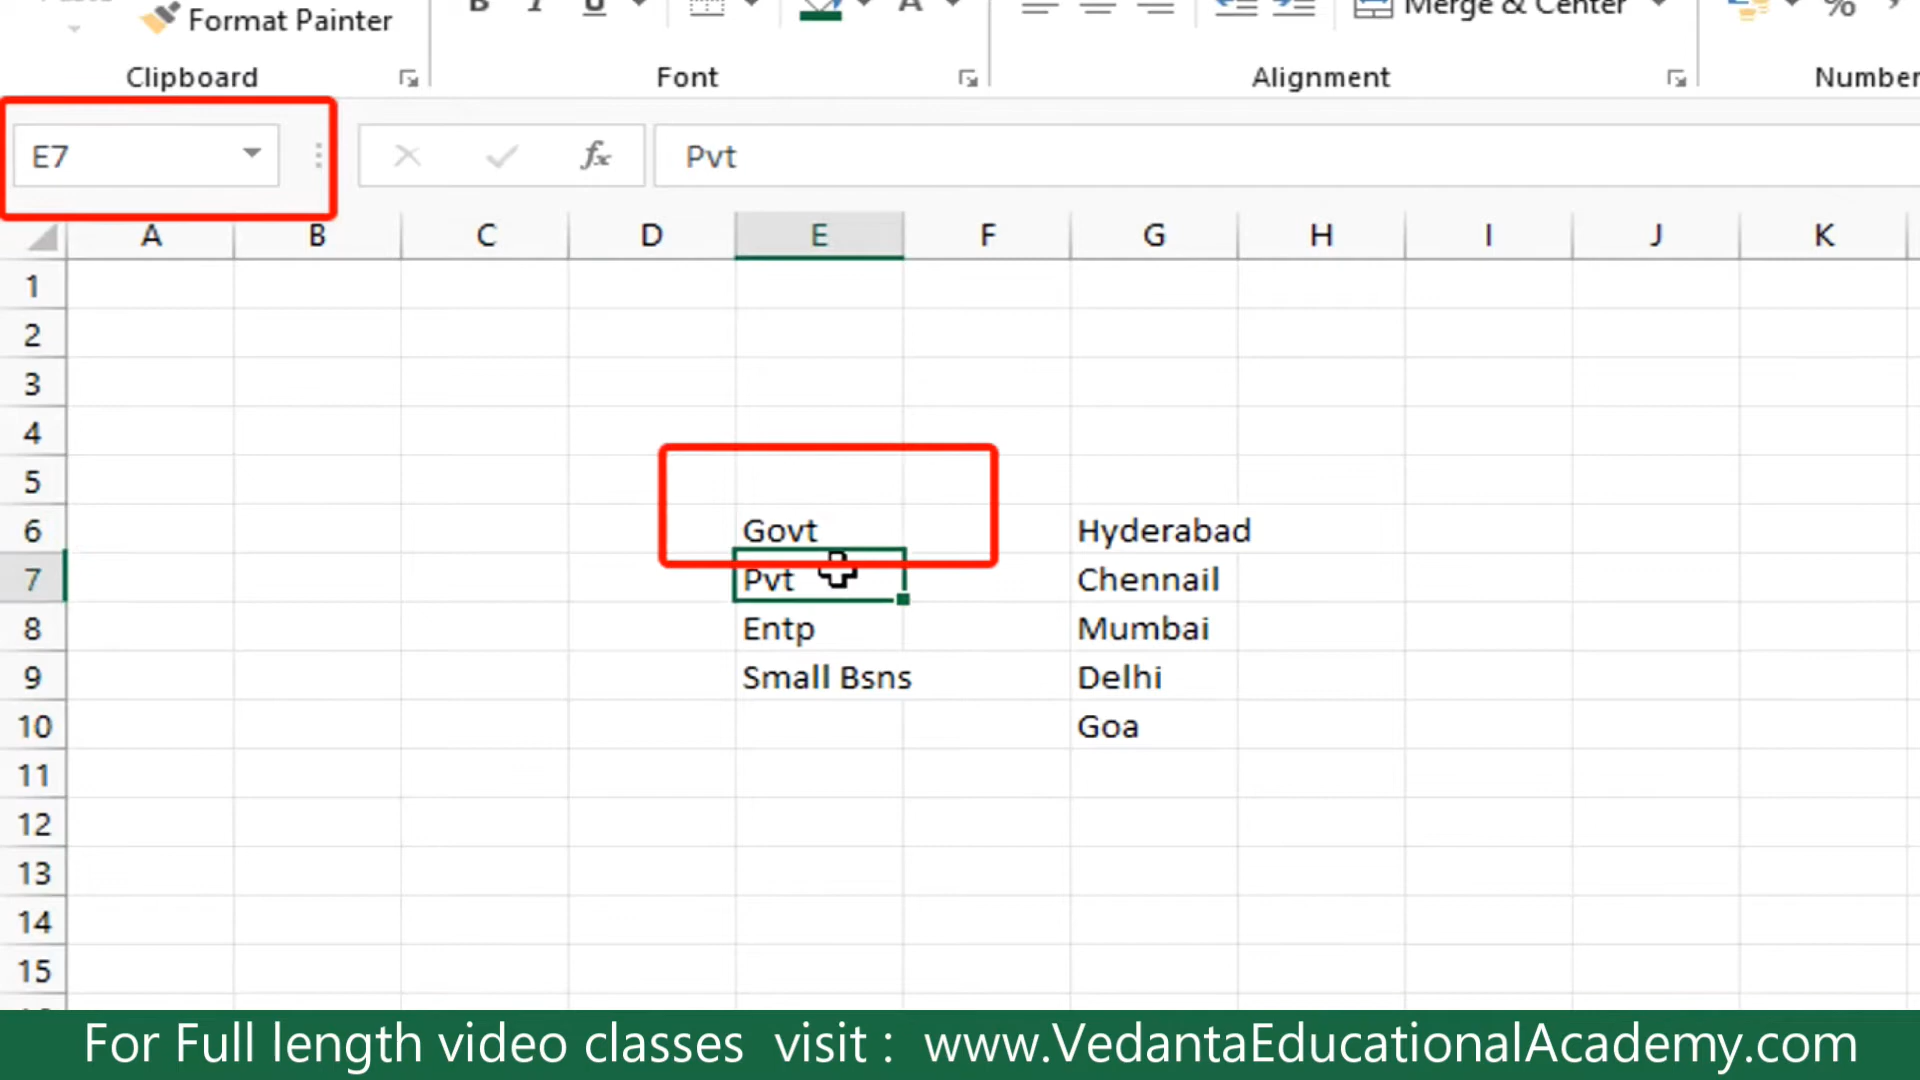 Format Painter
B I U A Merge & Center %
Clipboard Font Alignment Number
E7 fx Pvt
A B C D E F G H I J K
1
2
3
4
5
6 Govt Hyderabad
7 Pvt Chennail
8 Entp Mumbai
9 Small Bsns Delhi
10 Goa
11
12
13
14
15
For Full length video classes visit : www.VedantaEducationalAcademy.com